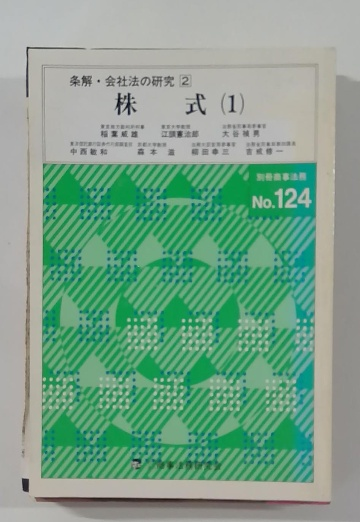 条解・会社法の研究 2
株 式 (1)
稲葉威雄 江頭憲治郎 大谷禎男
中西敏和 森本滋 柳田幸三 吉戒修一
別冊商事法務
No.124
商事法務研究会